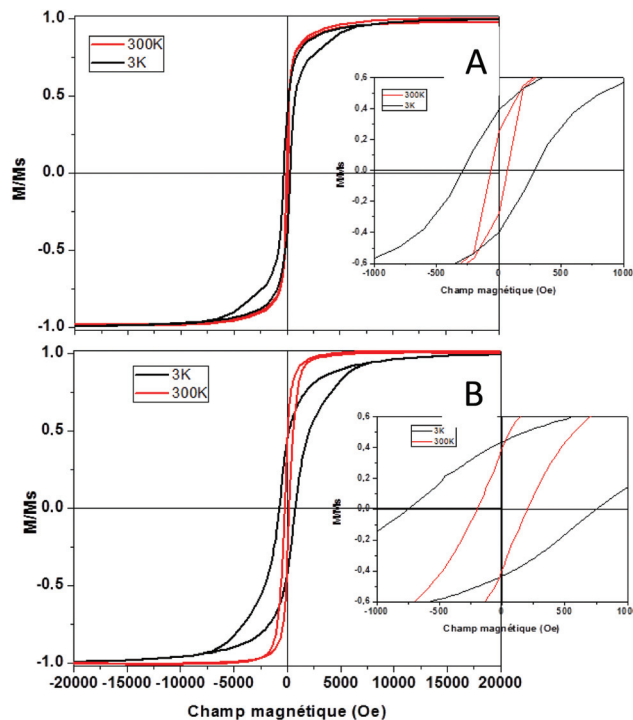 1.0
0.5
0.0
-0.5
-1.0
M/Ms
300K
3K
A
0,6
0,4
0,2
0,0
-0,2
-0,4
-0,6
M/Ms
300K
3K
-1000 -500 0 500 1000
Champ magnétique (Oe)
1.0
0.5
0.0
-0.5
-1.0
M/Ms
3K
300K
B
0,6
0,4
0,2
0,0
-0,2
-0,4
-0,6
M/Ms
3K
300K
-1000 -500 0 500 1000
Champ magnétique (Oe)
-20000 -15000 -10000 -5000 0 5000 10000 15000 20000
Champ magnétique (Oe)